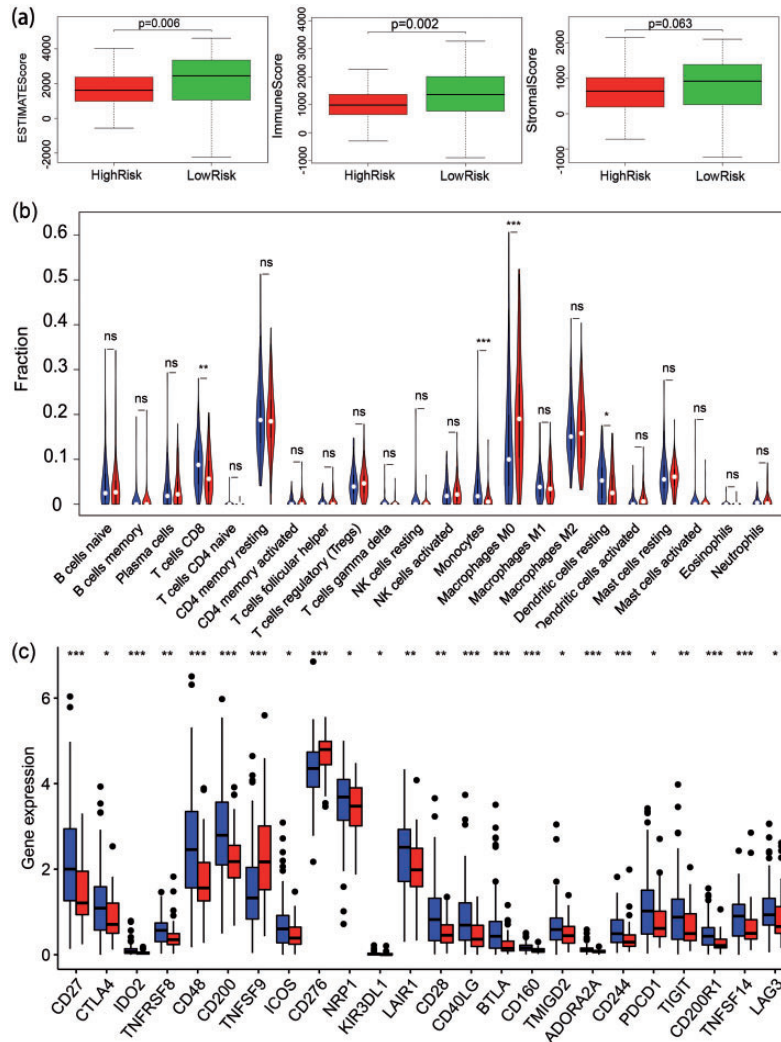 (a)
p=0.006
ESTIMATEScore
-2000 0 2000 4000
HighRisk LowRisk
p=0.002
ImmuneScore
-1000 0 1000 2000 3000 4000
HighRisk LowRisk
p=0.063
StromalScore
-1000 0 1000 2000
HighRisk LowRisk
(b)
Fraction
0.6
0.5
0.4
0.3
0.2
0.1
0
ns ns ns ** ns ns ns ns ns ns ns ns *** *** ns ns * ns ns ns ns ns
B cells naive
B cells memory
Plasma cells
T cells CD8
T cells CD4 naive
CD4 memory resting
CD4 memory activated
T cells follicular helper
T cells regulatory (Tregs)
T cells gamma delta
NK cells resting
NK cells activated
Monocytes
Macrophages M0
Macrophages M1
Macrophages M2
Dendritic cells resting
Dendritic cells activated
Mast cells resting
Mast cells activated
Eosinophils
Neutrophils
(c)
*** * *** ** *** *** *** * *** * * ** ** *** *** *** * *** *** * ** *** *** *
Gene expression
6
4
2
0
CD27
CTLA4
IDO2
TNFRSF8
CD48
CD200
TNFSF9
ICOS
CD276
NRP1
KIR3DL1
LAIR1
CD28
CD40LG
BTLA
CD160
TMIGD2
ADORA2A
CD244
PDCD1
TIGIT
CD200R1
TNFSF14
LAG3